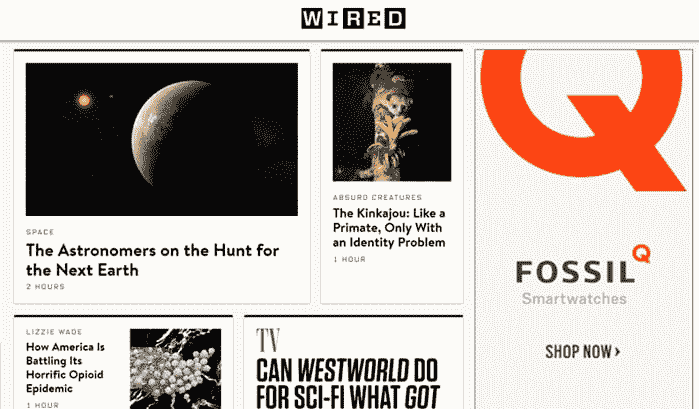 WIRED
SPACE
The Astronomers on the Hunt for
the Next Earth
2 HOURS
ABSURD CREATURES
The Kinkajou: Like a
Primate, Only With
an Identity Problem
1 HOUR
Q
FOSSIL Q
Smartwatches
SHOP NOW ›
LIZZIE WADE
How America Is
Battling Its
Horrific Opioid
Epidemic
1 HOUR
TV
CAN WESTWORLD DO
FOR SCI-FI WHAT GOT